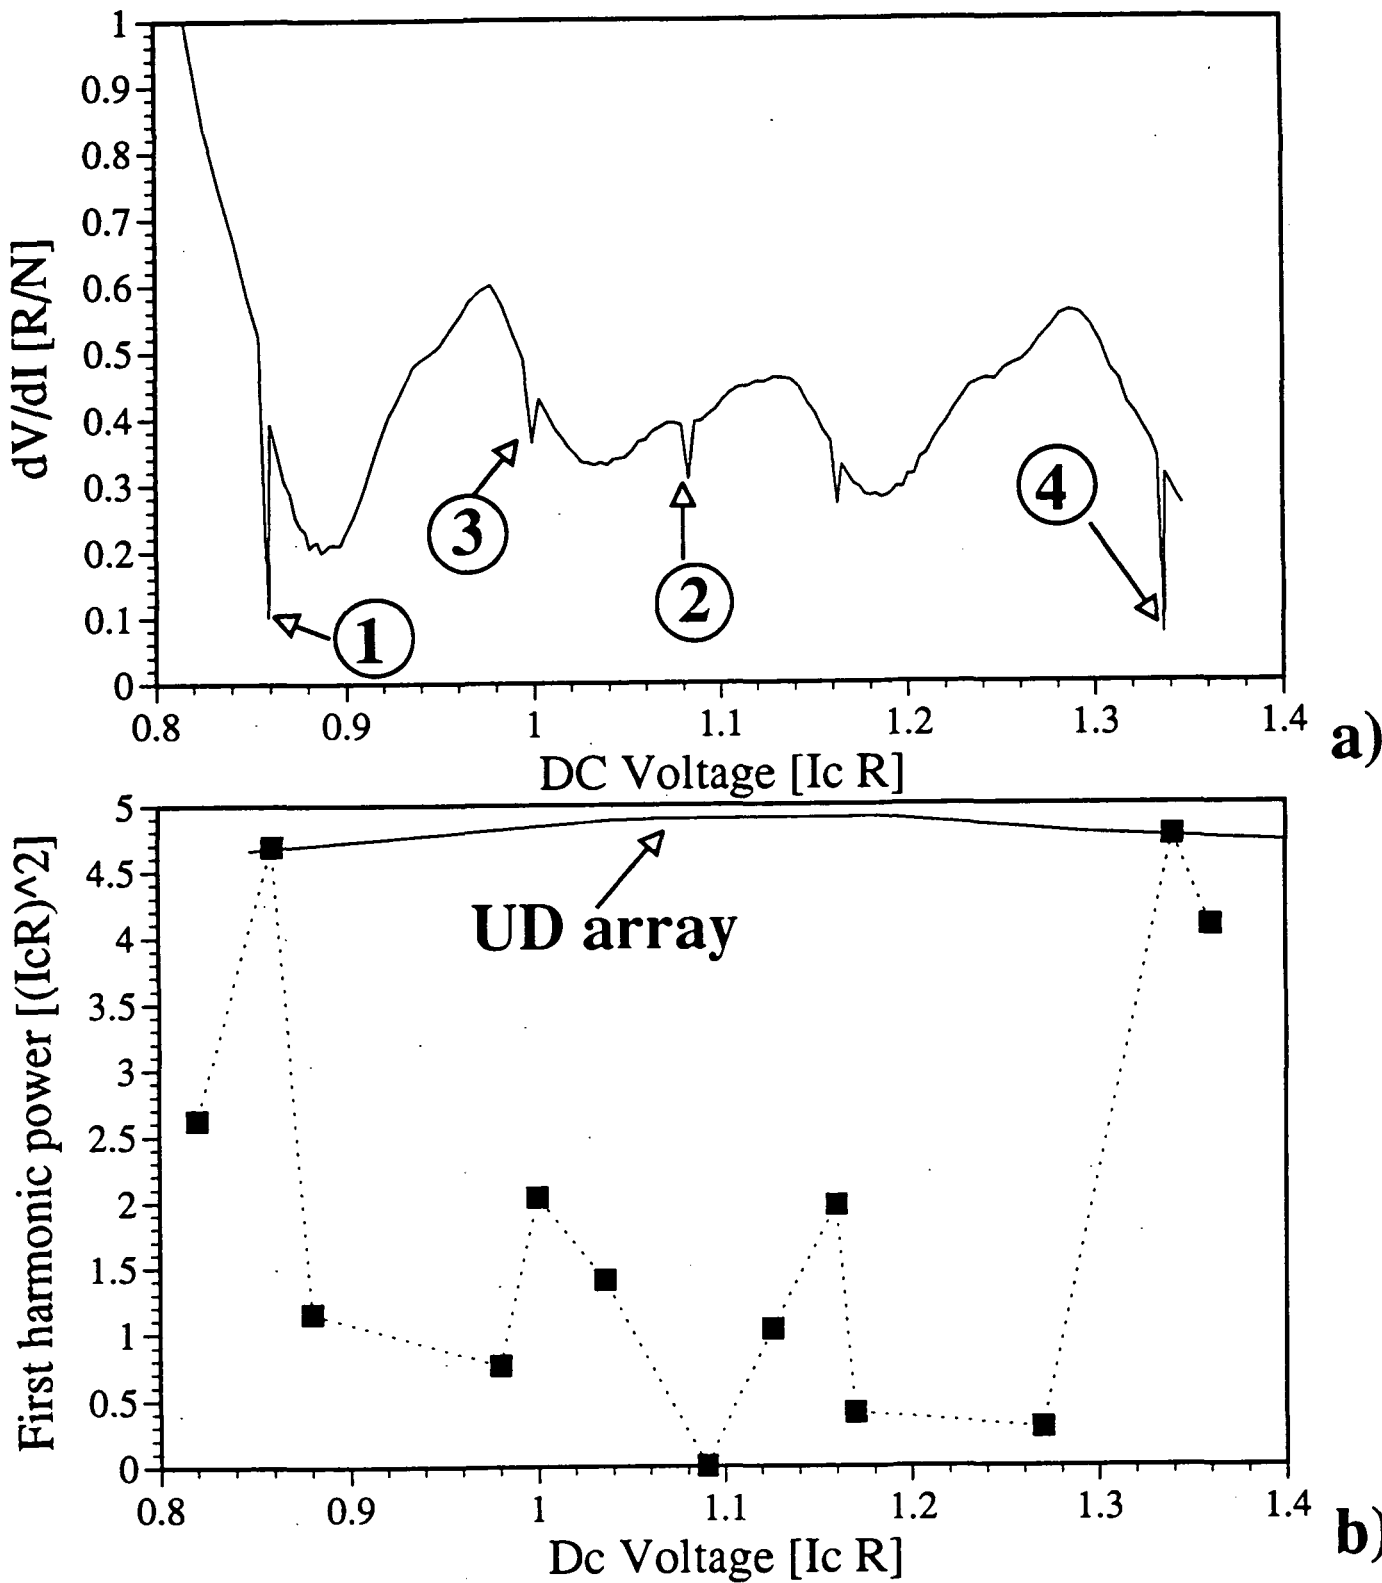 1
0.9
0.8
0.7
0.6
0.5
0.4
0.3
0.2
0.1
0
dV/dI [R/N]
1
3
2
4
0.8 0.9 1 1.1 1.2 1.3 1.4
DC Voltage [Ic R]
a)
5
4.5
4
3.5
3
2.5
2
1.5
1
0.5
0
First harmonic power [(IcR)^2]
UD array
0.8 0.9 1 1.1 1.2 1.3 1.4
Dc Voltage [Ic R]
b)